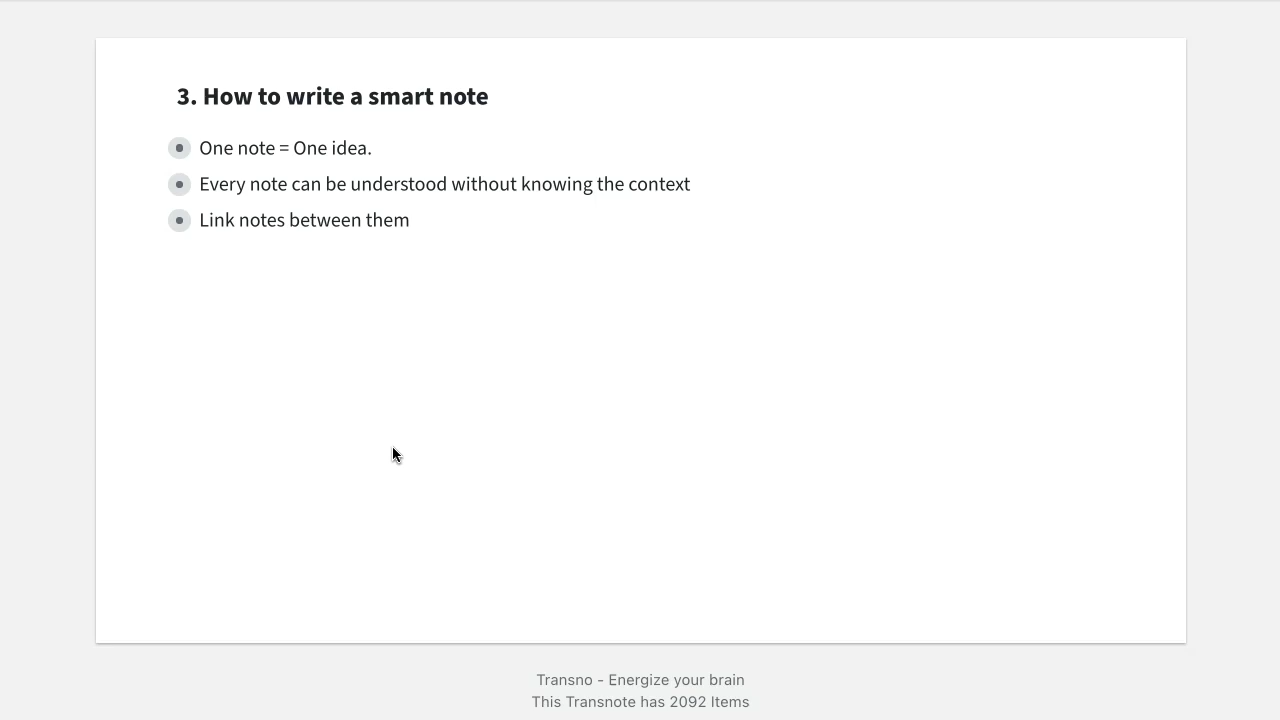 3. How to write a smart note
One note = One idea.
Every note can be understood without knowing the context
Link notes between them
Transno - Energize your brain
This Transnote has 2092 Items